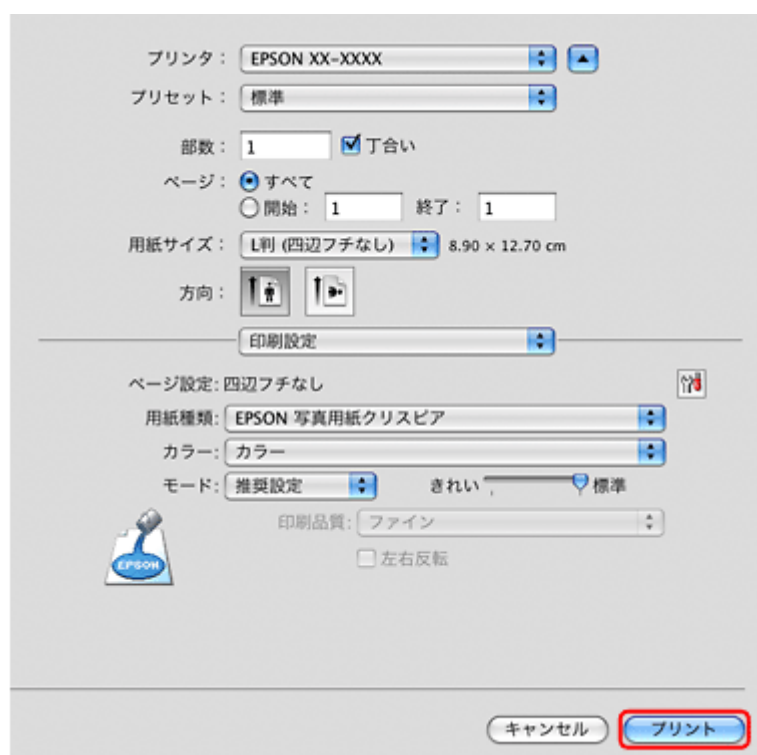 プリンタ： EPSON XX-XXXX
プリセット： 標準
部数： 1 丁合い
ページ： すべて
開始： 1 終了： 1
用紙サイズ： L判 (四辺フチなし) 8.90 × 12.70 cm
方向：
印刷設定
ページ設定: 四辺フチなし
用紙種類: EPSON 写真用紙クリスピア
カラー: カラー
モード: 推奨設定 きれい 標準
印刷品質: ファイン
左右反転
EPSON
キャンセル プリント